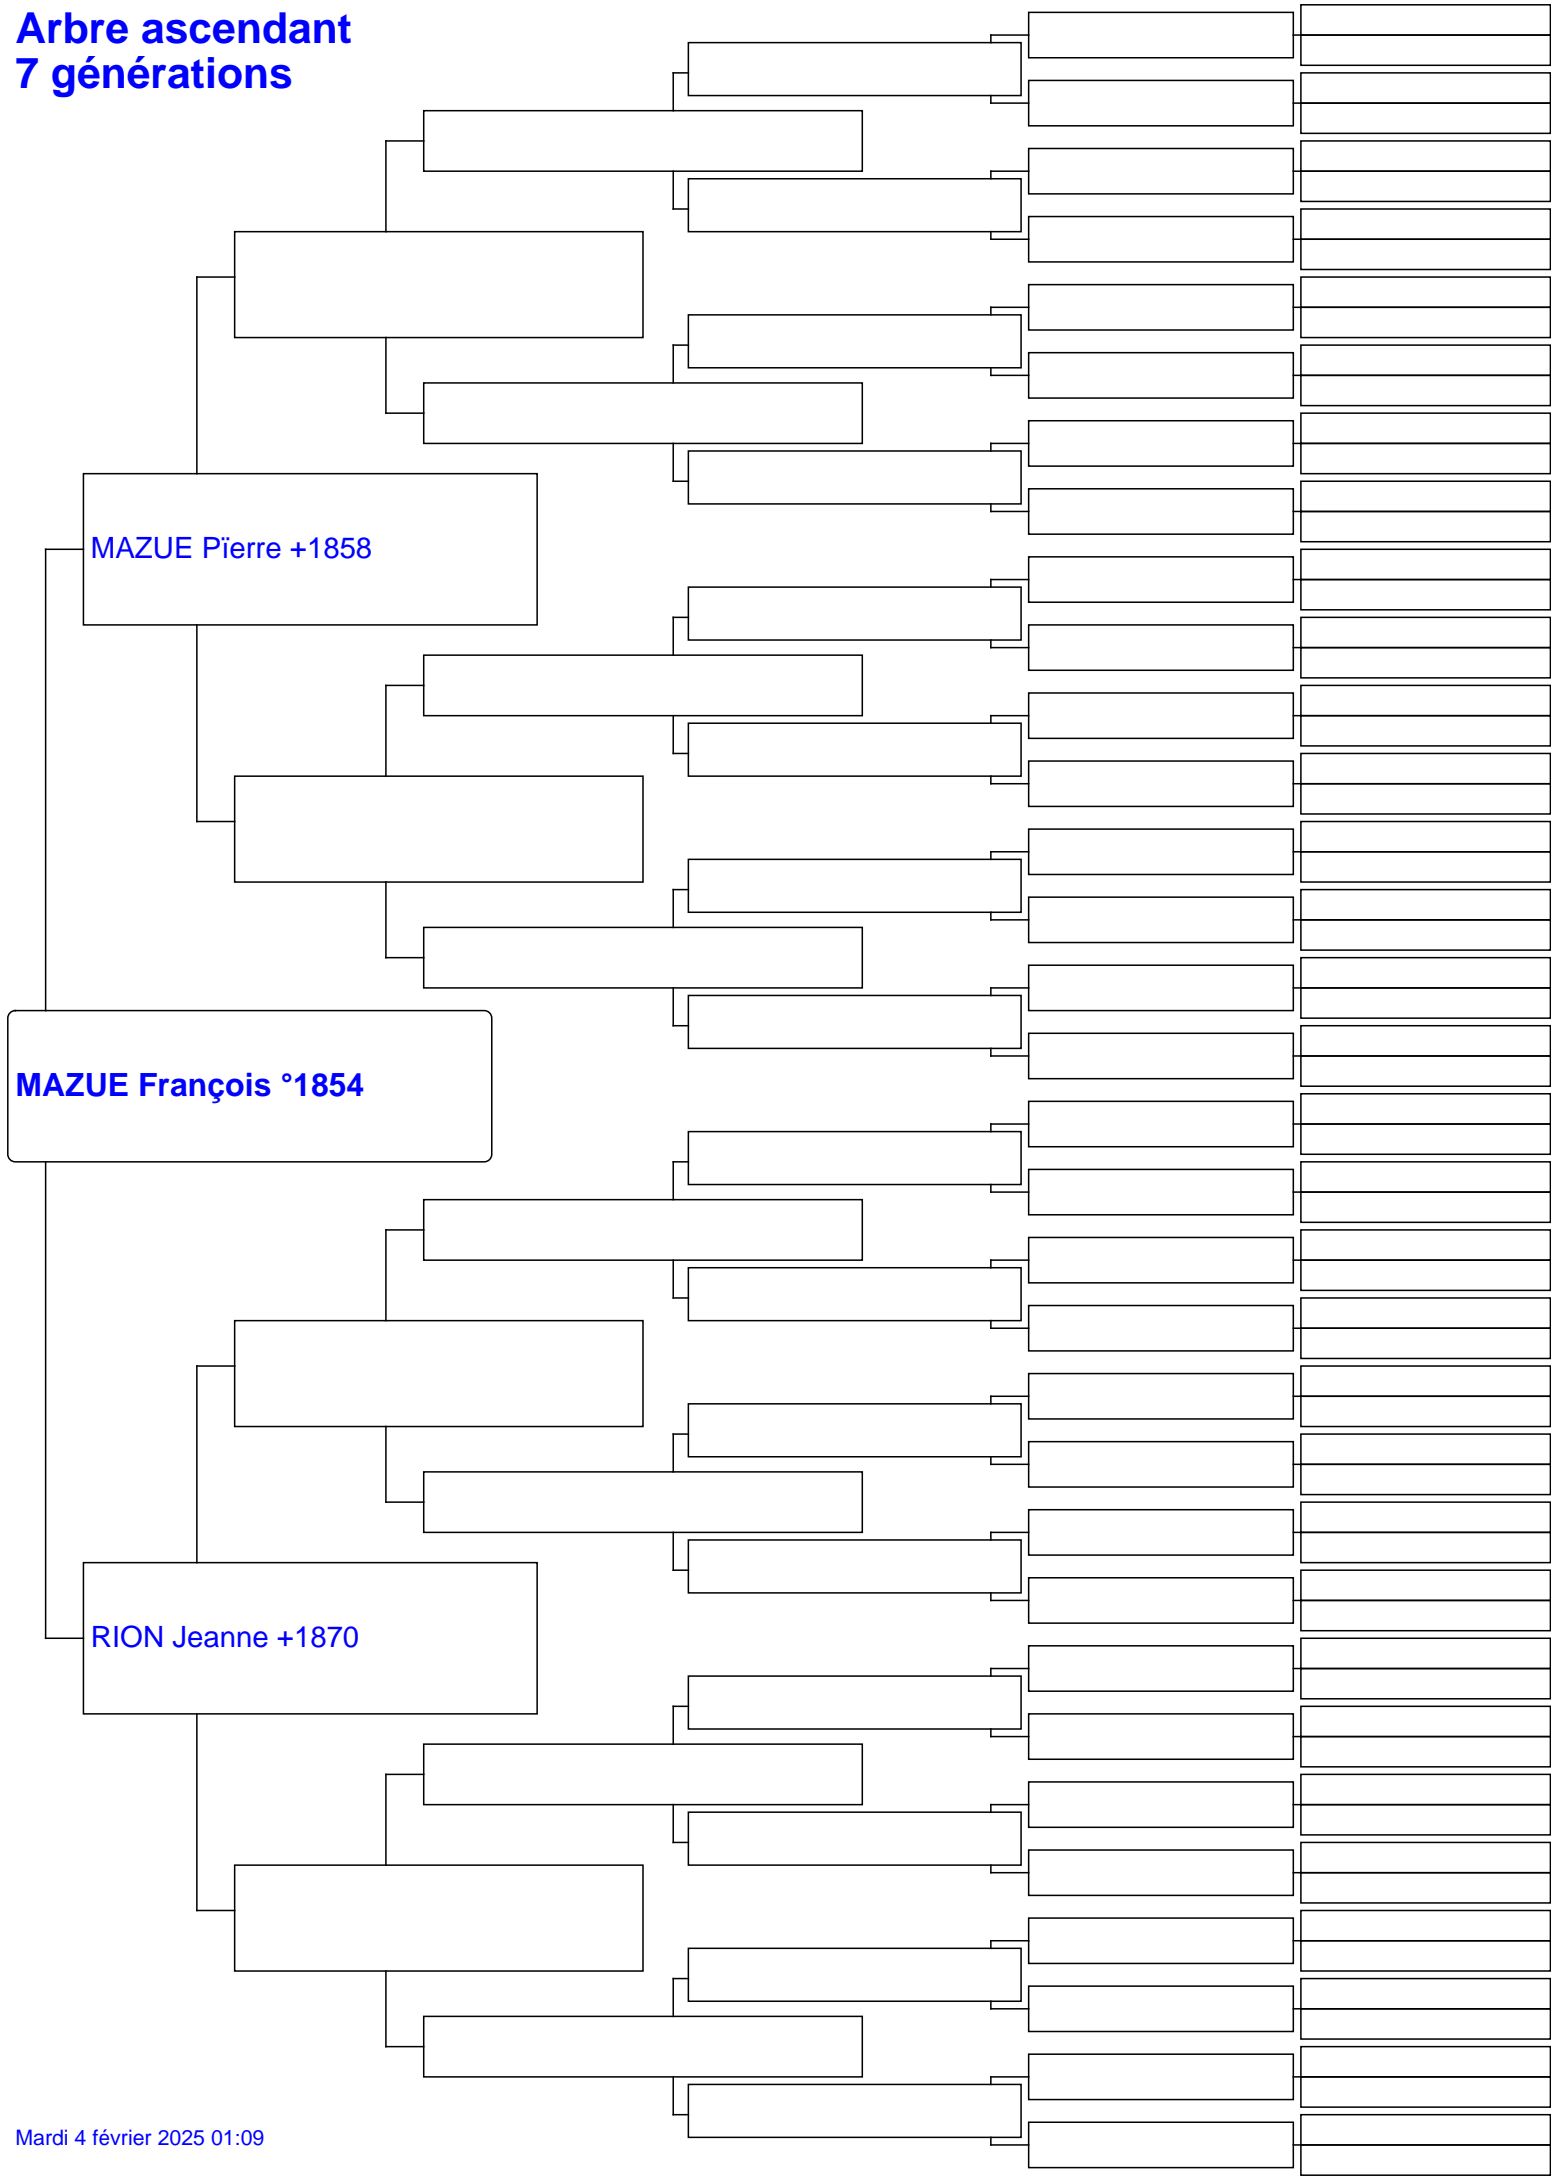 Arbre ascendant
7 générations
MAZUE Pïerre +1858
MAZUE François °1854
RION Jeanne +1870
Mardi 4 février 2025 01:09